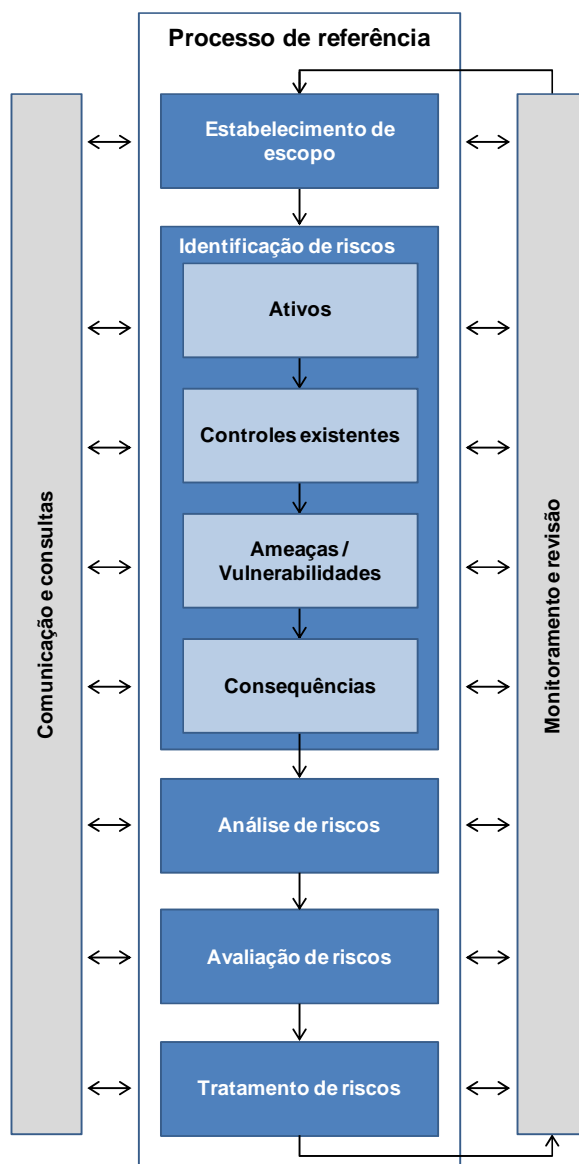 Processo de referência
Comunicação e consultas
Estabelecimento de
escopo
Identificação de riscos
Ativos
Controles existentes
Ameaças /
Vulnerabilidades
Consequências
Análise de riscos
Avaliação de riscos
Tratamento de riscos
Monitoramento e revisão